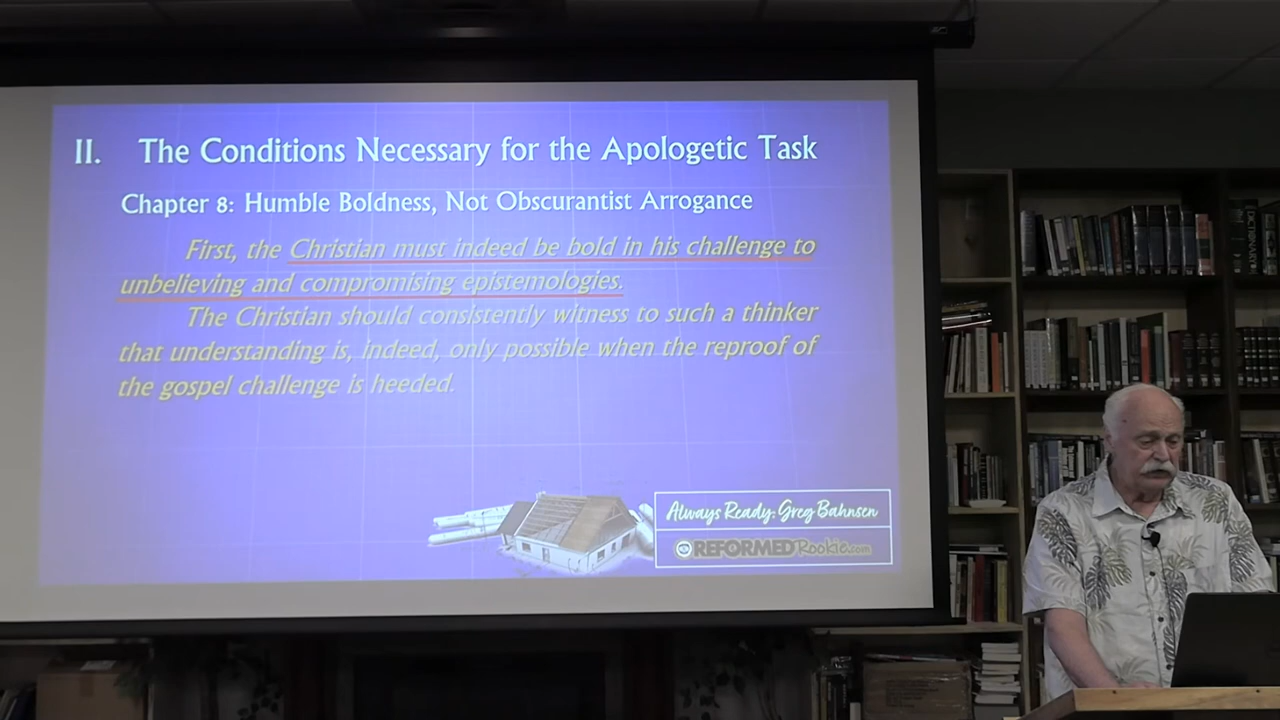 II. The Conditions Necessary for the Apologetic Task
Chapter 8: Humble Boldness, Not Obscurantist Arrogance
First, the Christian must indeed be bold in his challenge to
unbelieving and compromising epistemologies.
The Christian should consistently witness to such a thinker
that understanding is, indeed, only possible when the reproof of
the gospel challenge is heeded.
Always Ready: Greg Bahnsen
REFORMEDRookie.com
DICTIONARY